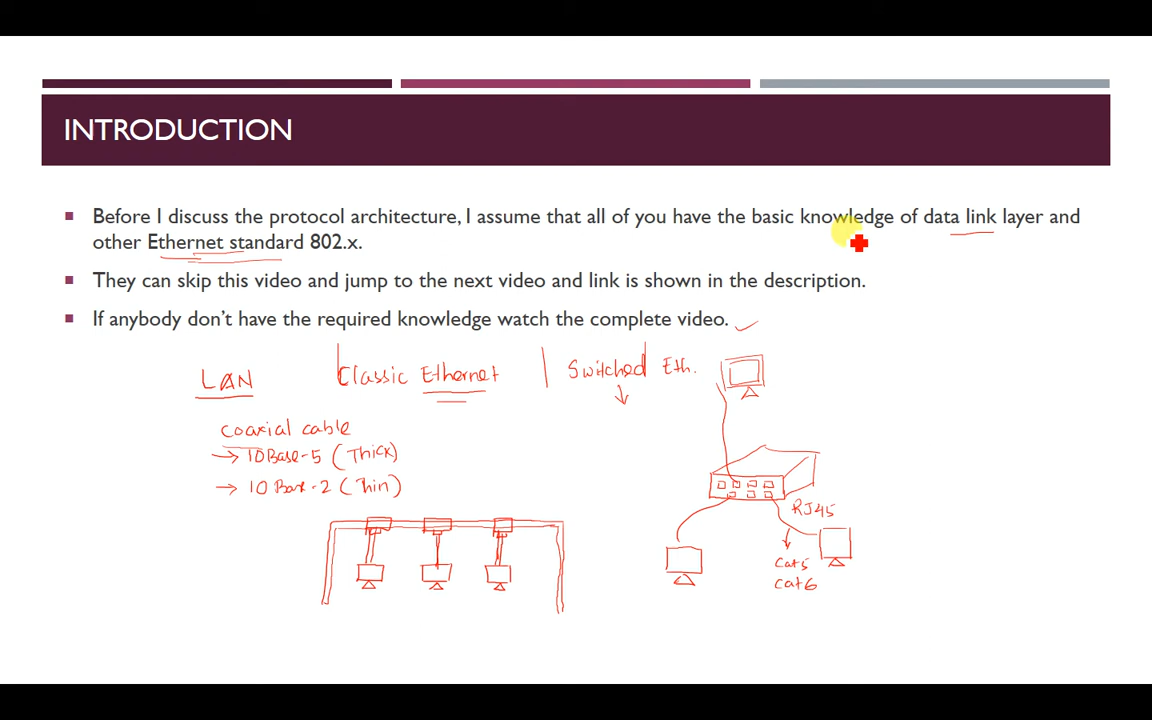 INTRODUCTION
Before I discuss the protocol architecture, I assume that all of you have the basic knowledge of data link layer and
other Ethernet standard 802.x.
They can skip this video and jump to the next video and link is shown in the description.
If anybody don't have the required knowledge watch the complete video.
LAN
Classic Ethernet
Switched Eth.
Coaxial cable
→ 10Base-5 (Thick)
→ 10 Base-2 (Thin)
RJ45
Cat5
cat6